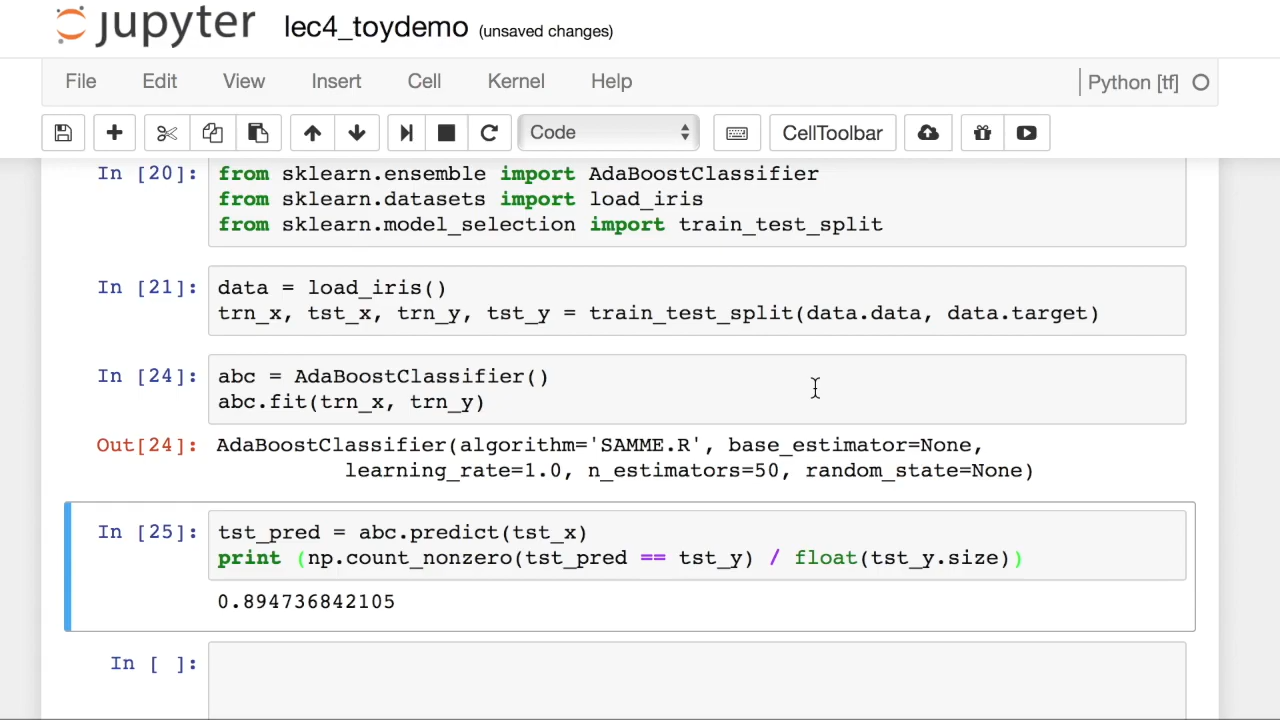 jupyter lec4_toydemo (unsaved changes)
File Edit View Insert Cell Kernel Help Python [tf]
Code CellToolbar
In [20]: from sklearn.ensemble import AdaBoostClassifier
from sklearn.datasets import load_iris
from sklearn.model_selection import train_test_split
In [21]: data = load_iris()
trn_x, tst_x, trn_y, tst_y = train_test_split(data.data, data.target)
In [24]: abc = AdaBoostClassifier()
abc.fit(trn_x, trn_y)
Out[24]: AdaBoostClassifier(algorithm='SAMME.R', base_estimator=None,
learning_rate=1.0, n_estimators=50, random_state=None)
In [25]: tst_pred = abc.predict(tst_x)
print (np.count_nonzero(tst_pred == tst_y) / float(tst_y.size))
0.894736842105
In [ ]: